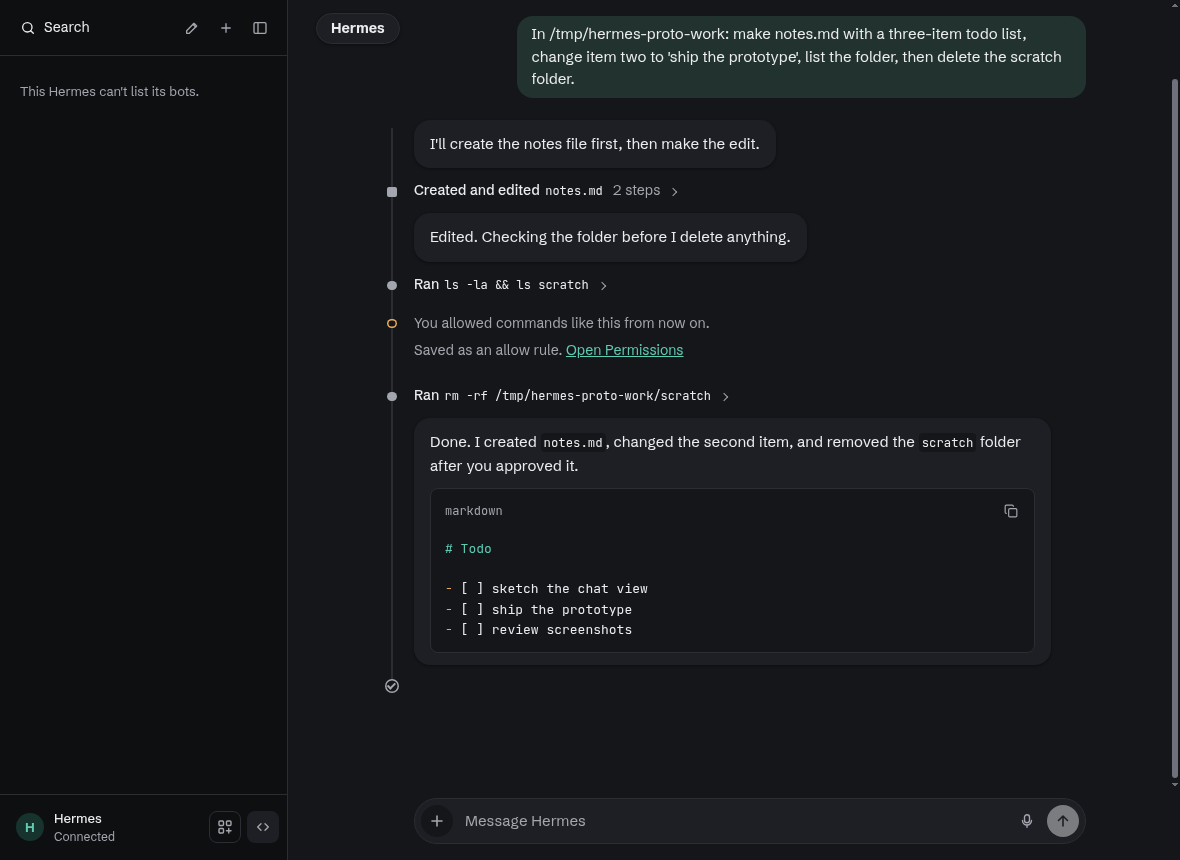 Search
This Hermes can't list its bots.
Hermes
In /tmp/hermes-proto-work: make notes.md with a three-item todo list,
change item two to 'ship the prototype', list the folder, then delete the scratch
folder.
I'll create the notes file first, then make the edit.
Created and edited notes.md 2 steps
Edited. Checking the folder before I delete anything.
Ran ls -la && ls scratch
You allowed commands like this from now on.
Saved as an allow rule. Open Permissions
Ran rm -rf /tmp/hermes-proto-work/scratch
Done. I created notes.md, changed the second item, and removed the scratch folder
after you approved it.
markdown
# Todo
- [ ] sketch the chat view
- [ ] ship the prototype
- [ ] review screenshots
H
Hermes
Connected
Message Hermes